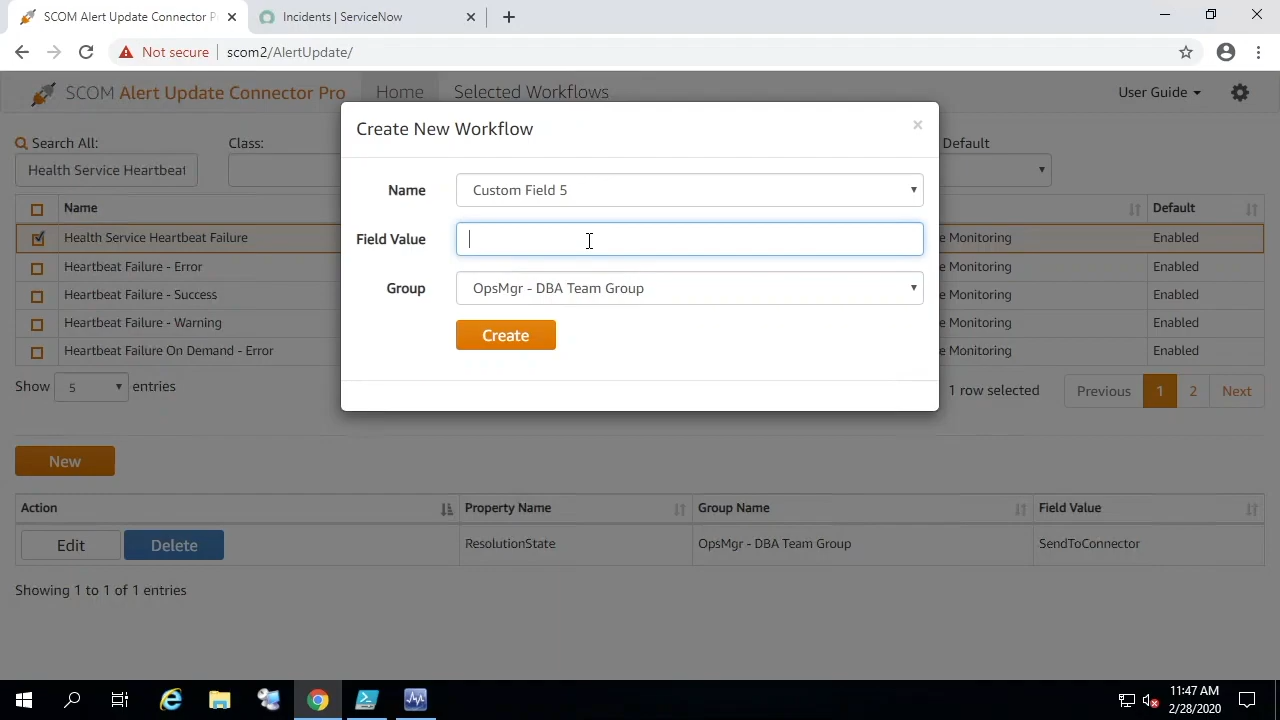 SCOM Alert Update Connector P
Incidents | ServiceNow
Not secure
scom2/AlertUpdate/
SCOM Alert Update Connector Pro
Home
Selected Workflows
User Guide
Create New Workflow
×
Search All:
Class:
Default
Health Service Heartbeat
Name
Custom Field 5
Field Value
Group
OpsMgr - DBA Team Group
Create
Name
Default
Health Service Heartbeat Failure
e Monitoring
Enabled
Heartbeat Failure - Error
e Monitoring
Enabled
Heartbeat Failure - Success
e Monitoring
Enabled
Heartbeat Failure - Warning
e Monitoring
Enabled
Heartbeat Failure On Demand - Error
e Monitoring
Enabled
Show 5 entries
1 row selected
Previous 1 2 Next
New
Action
Property Name
Group Name
Field Value
Edit
Delete
ResolutionState
OpsMgr - DBA Team Group
SendToConnector
Showing 1 to 1 of 1 entries
11:47 AM
2/28/2020